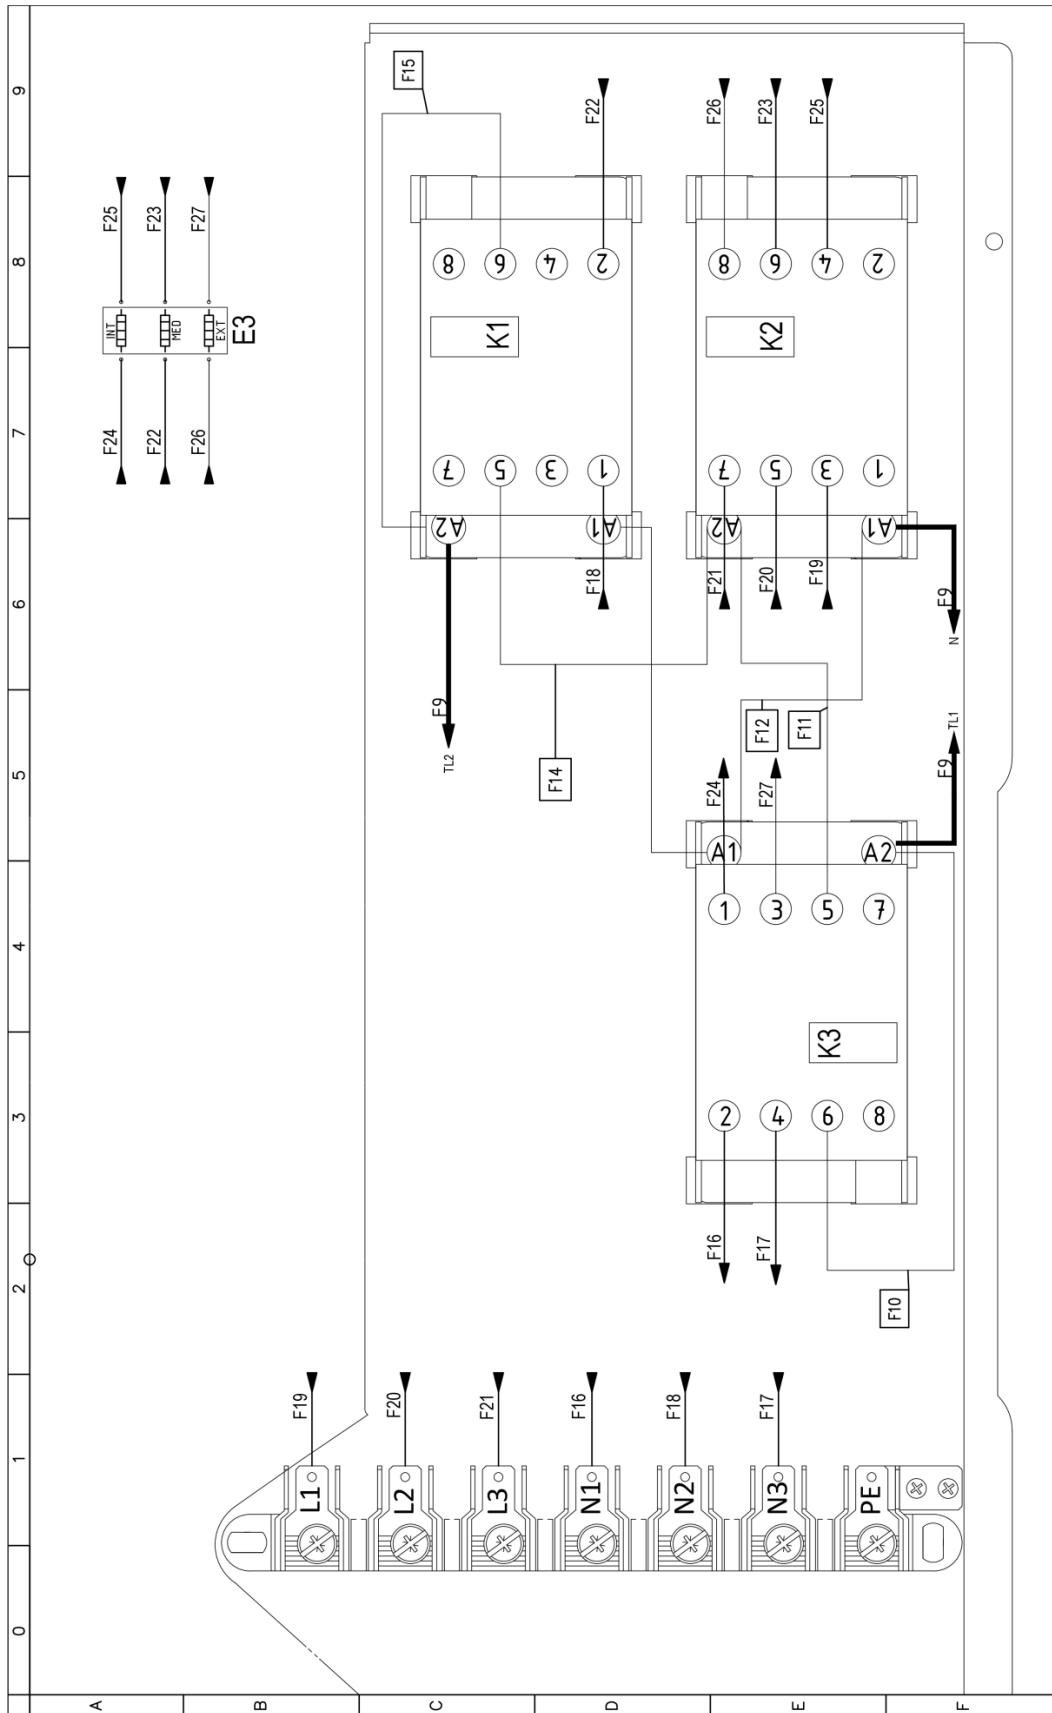 9
8
7
6
5
4
3
2
1
0
A
B
C
D
E
F
F25
F23
F27
INT
MED
EXT
E3
F24
F22
F26
F15
F22
8
6
4
2
K1
7
5
3
1
A2
A1
F18
F9
TL2
F14
F26
F23
F25
8
6
4
2
K2
7
5
3
1
A2
A1
F21
F20
F19
F9
N
F12
F11
F9
TL1
F24
F27
A1
A2
1
3
5
7
K3
2
4
6
8
F16
F17
F10
F19
F20
F21
F16
F18
F17
L1
L2
L3
N1
N2
N3
PE